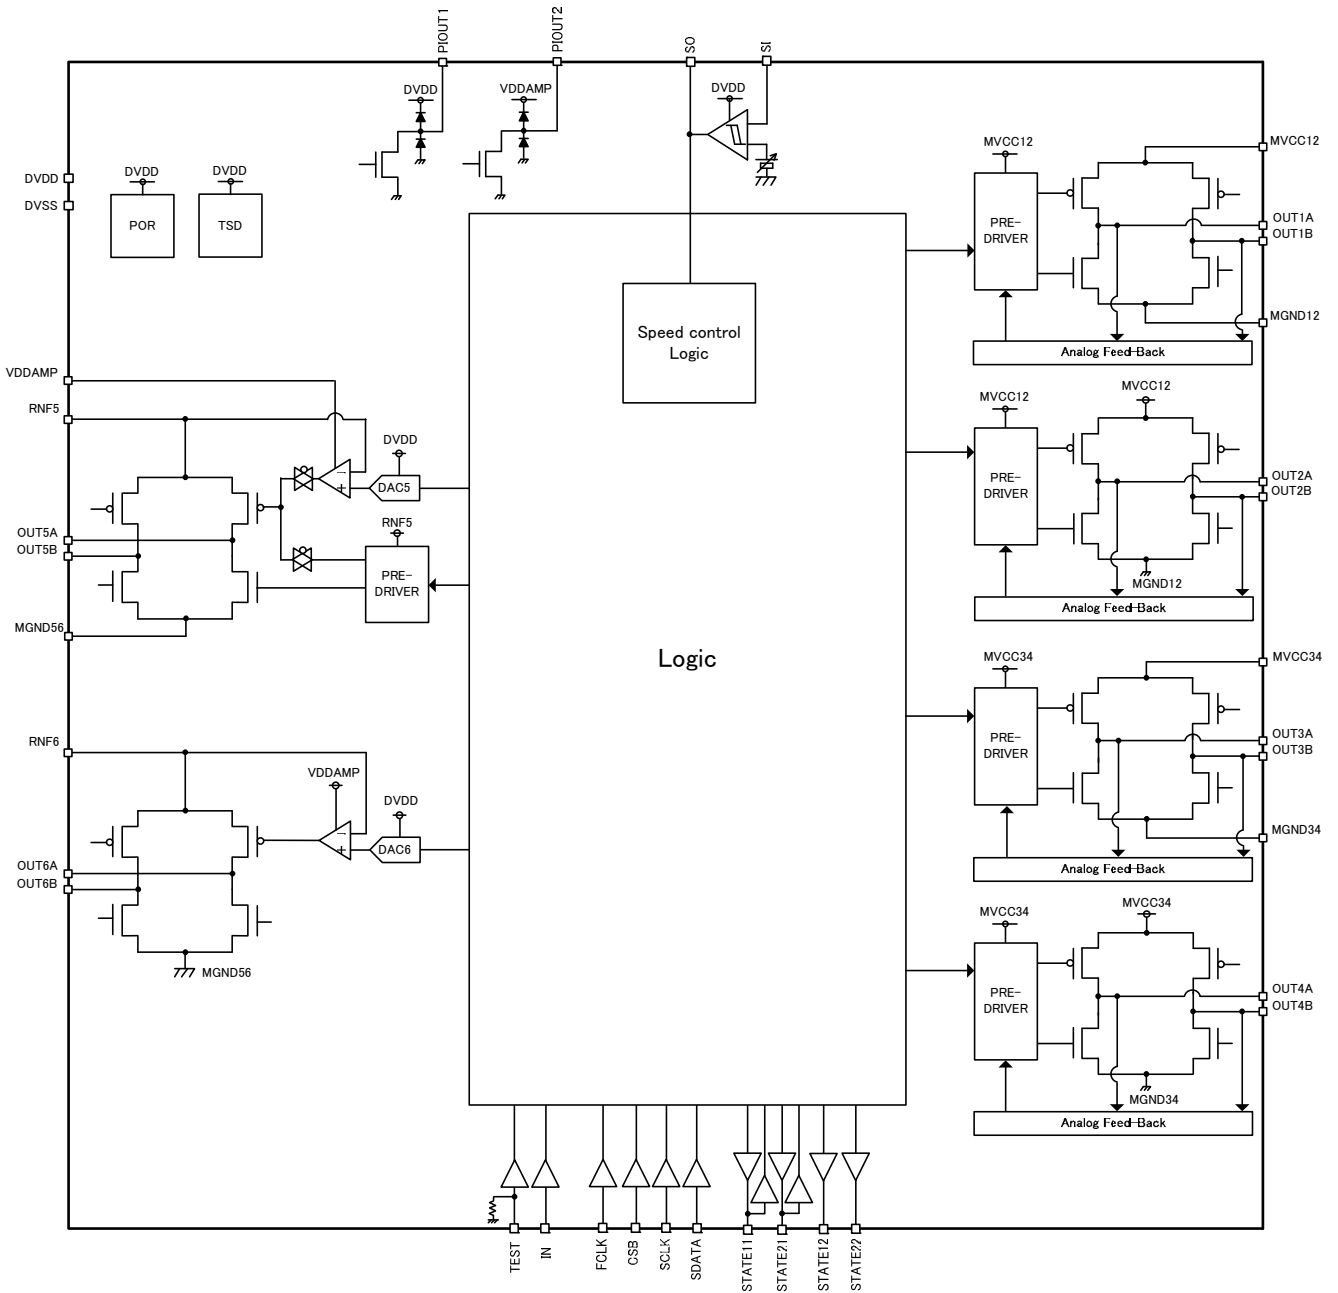 PIOUT1
PIOUT2
SO
SI
DVDD
VDDAMP
DVDD
MVCC12
MVCC12
DVDD
DVSS
DVDD
DVDD
POR
TSD
PRE-
DRIVER
OUT1A
OUT1B
MGND12
Analog Feed-Back
Speed control
Logic
VDDAMP
RNF5
DVDD
DAC5
- +
RNF5
PRE-
DRIVER
OUT5A
OUT5B
MGND56
MVCC12
MVCC12
PRE-
DRIVER
OUT2A
OUT2B
MGND12
Analog Feed-Back
Logic
MVCC34
MVCC34
PRE-
DRIVER
OUT3A
OUT3B
MGND34
Analog Feed-Back
RNF6
VDDAMP
DVDD
DAC6
- +
OUT6A
OUT6B
MGND56
MVCC34
MVCC34
PRE-
DRIVER
OUT4A
OUT4B
MGND34
Analog Feed-Back
TEST
IN
FCLK
CSB
SCLK
SDATA
STATE11
STATE21
STATE12
STATE22